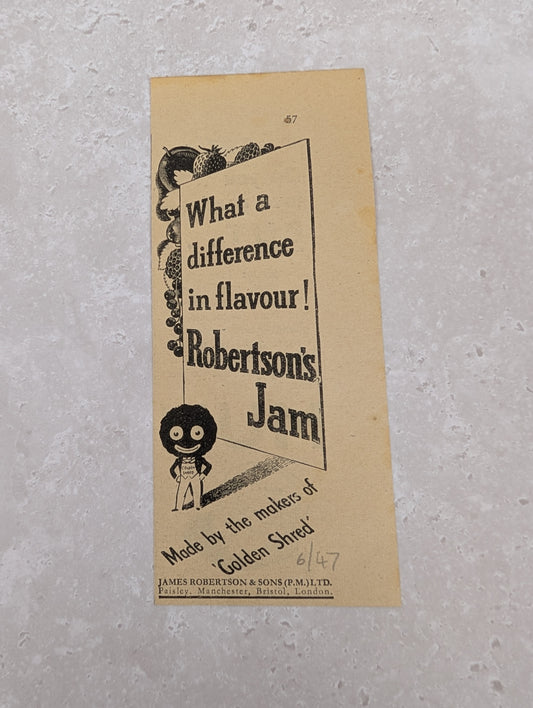 57
What a
difference
in flavour!
Robertson's
Jam
GOLDEN
SHRED
Made by the makers of
'Golden Shred'
6/47
JAMES ROBERTSON & SONS (P.M.) LTD.
Paisley, Manchester, Bristol, London.